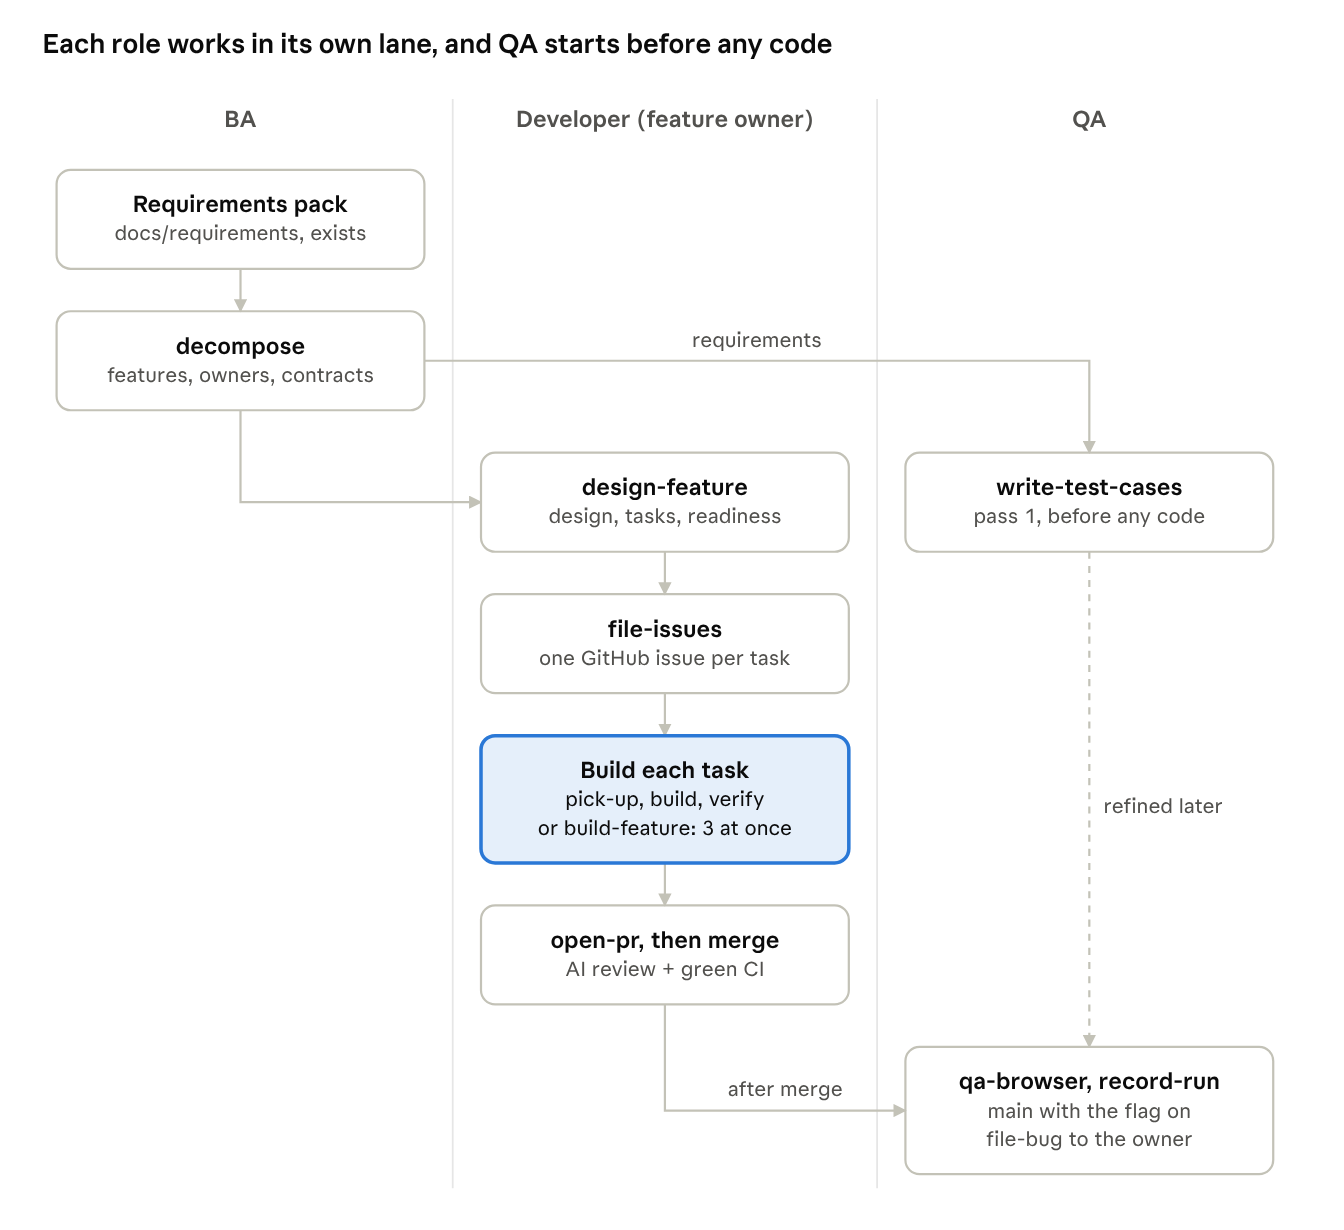 Each role works in its own lane, and QA starts before any code
BA
Developer (feature owner)
QA
Requirements pack
docs/requirements, exists
decompose
features, owners, contracts
requirements
design-feature
design, tasks, readiness
write-test-cases
pass 1, before any code
file-issues
one GitHub issue per task
Build each task
pick-up, build, verify
or build-feature: 3 at once
refined later
open-pr, then merge
AI review + green CI
after merge
qa-browser, record-run
main with the flag on
file-bug to the owner